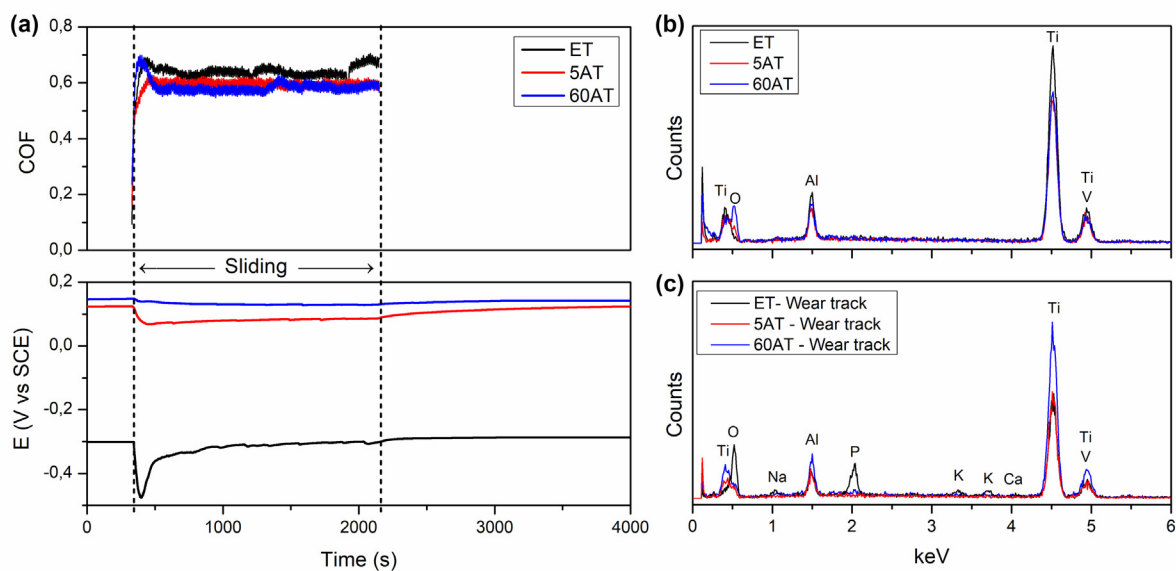 (a)
0,8
0,6
0,4
0,2
0,0
COF
ET
5AT
60AT
Sliding
0,2
0,0
-0,2
-0,4
E (V vs SCE)
0 1000 2000 3000 4000
Time (s)
(b)
ET
5AT
60AT
Counts
Ti
O
Al
Ti
Ti
V
(c)
ET- Wear track
5AT - Wear track
60AT - Wear track
Counts
Ti
O
Na
Al
P
K
K
Ca
Ti
Ti
V
0 1 2 3 4 5 6
keV